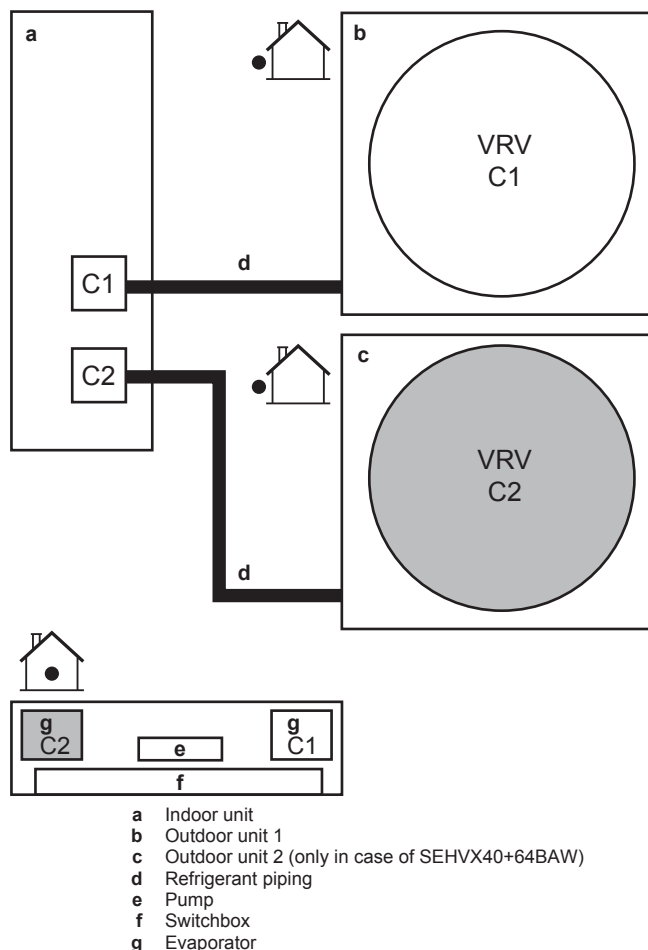 a
b
VRV
C1
d
C1
C2
c
VRV
C2
d
g
C2
e
g
C1
f
a Indoor unit
b Outdoor unit 1
c Outdoor unit 2 (only in case of SEHVX40+64BAW)
d Refrigerant piping
e Pump
f Switchbox
g Evaporator